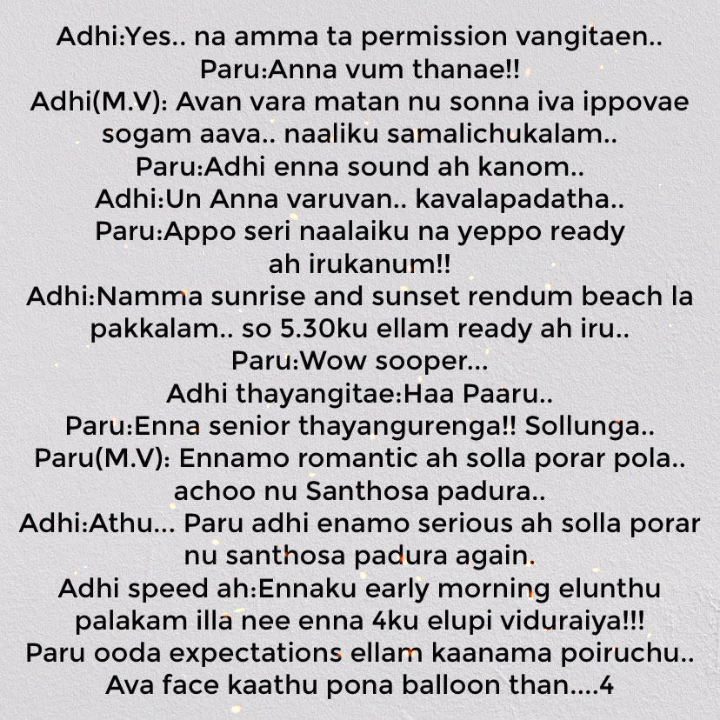 Adhi:Yes.. na amma ta permission vangitaen..
Paru:Anna vum thanae!!
Adhi(M.V): Avan vara matan nu sonna iva ippovae
sogam aava.. naaliku samalichukalam..
Paru:Adhi enna sound ah kanom..
Adhi:Un Anna varuvan.. kavalapadatha..
Paru:Appo seri naalaiku na yeppo ready
ah irukanum!!
Adhi:Namma sunrise and sunset rendum beach la
pakkalam.. so 5.30ku ellam ready ah iru..
Paru:Wow sooper...
Adhi thayangitae:Haa Paaru..
Paru:Enna senior thayangurenga!! Sollunga..
Paru(M.V): Ennamo romantic ah solla porar pola..
achoo nu Santhosa padura..
Adhi:Athu... Paru adhi enamo serious ah solla porar
nu santhosa padura again.
Adhi speed ah:Ennaku early morning elunthu
palakam illa nee enna 4ku elupi viduraiya!!!
Paru ooda expectations ellam kaanama poiruchu..
Ava face kaathu pona balloon than....4